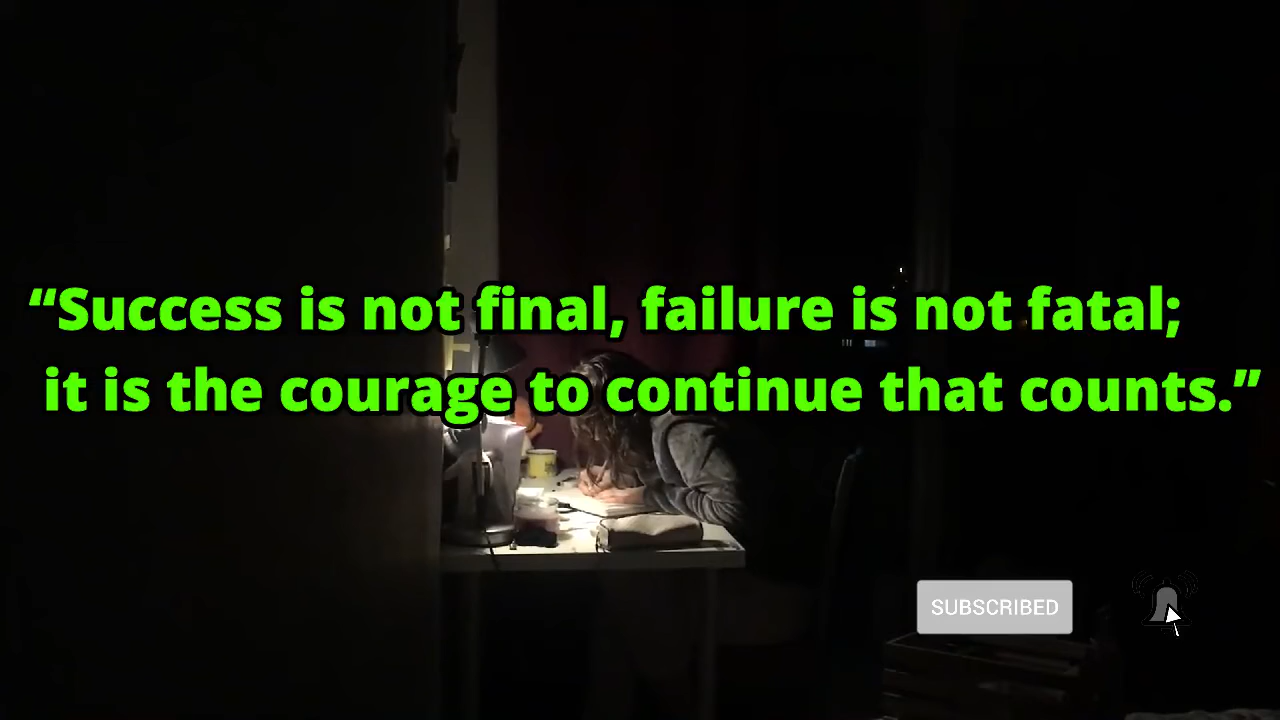 “Success is not final, failure is not fatal;
it is the courage to continue that counts.”
SUBSCRIBED